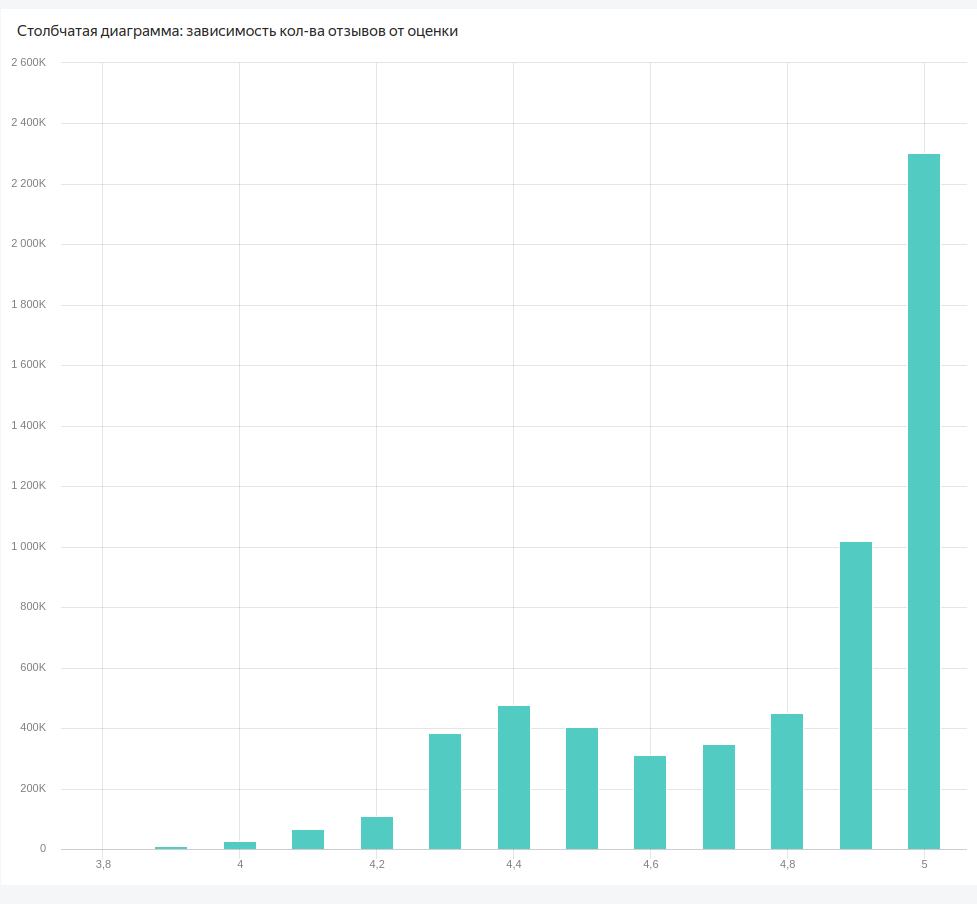 Столбчатая диаграмма: зависимость кол-ва отзывов от оценки
2 600K
2 400K
2 200K
2 000K
1 800K
1 600K
1 400K
1 200K
1 000K
800K
600K
400K
200K
0
3,8 4 4,2 4,4 4,6 4,8 5